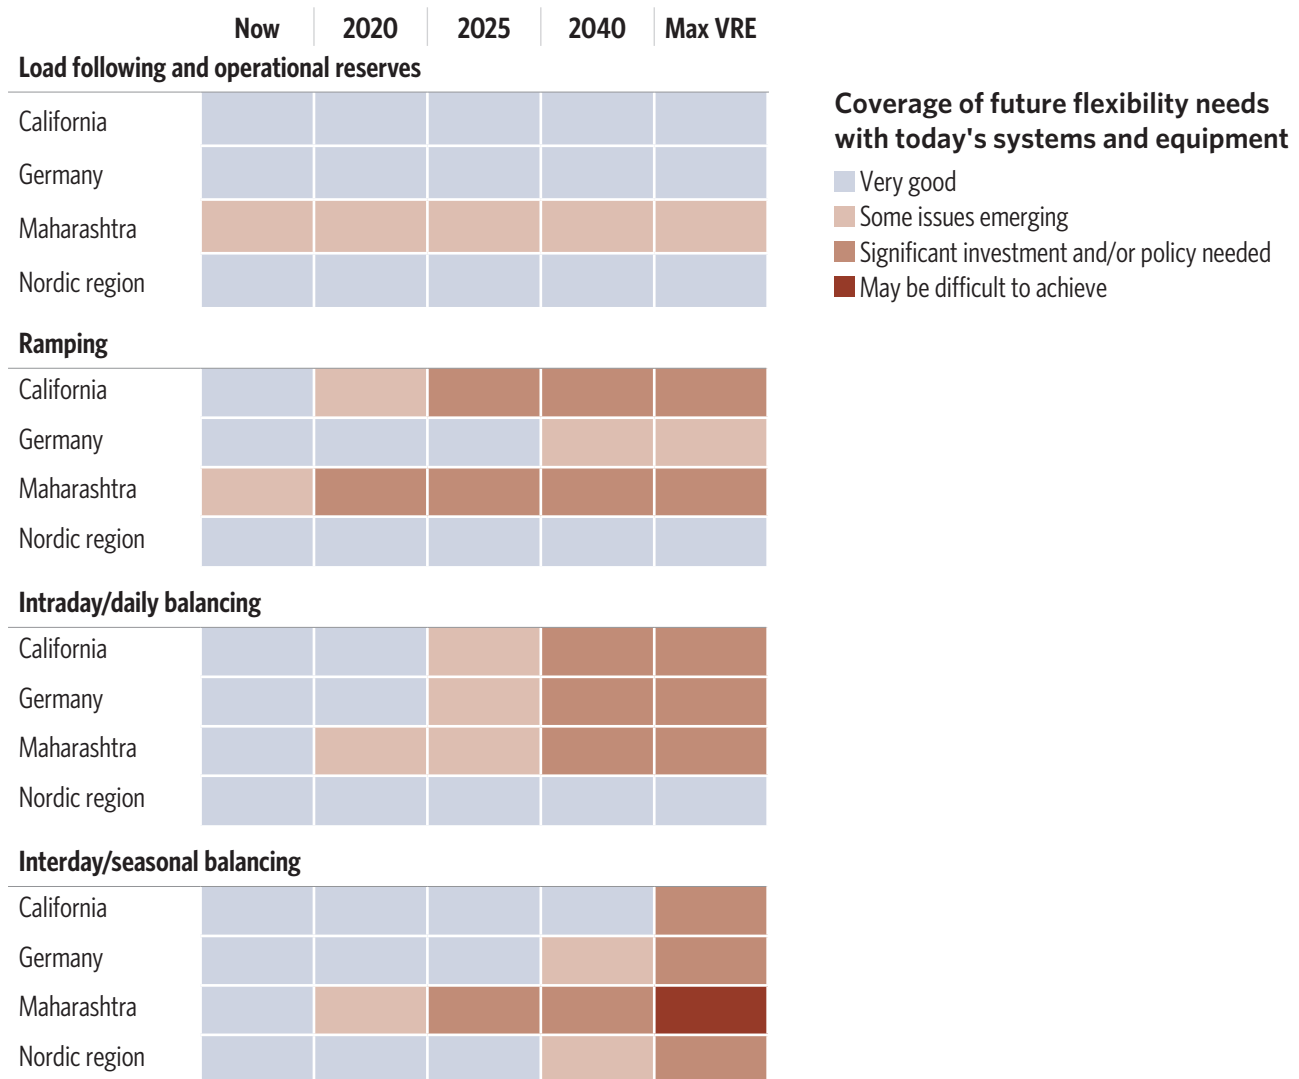 Now 2020 2025 2040 Max VRE
Load following and operational reserves
California
Germany
Maharashtra
Nordic region
Coverage of future flexibility needs
with today's systems and equipment
Very good
Some issues emerging
Significant investment and/or policy needed
May be difficult to achieve
Ramping
California
Germany
Maharashtra
Nordic region
Intraday/daily balancing
California
Germany
Maharashtra
Nordic region
Interday/seasonal balancing
California
Germany
Maharashtra
Nordic region